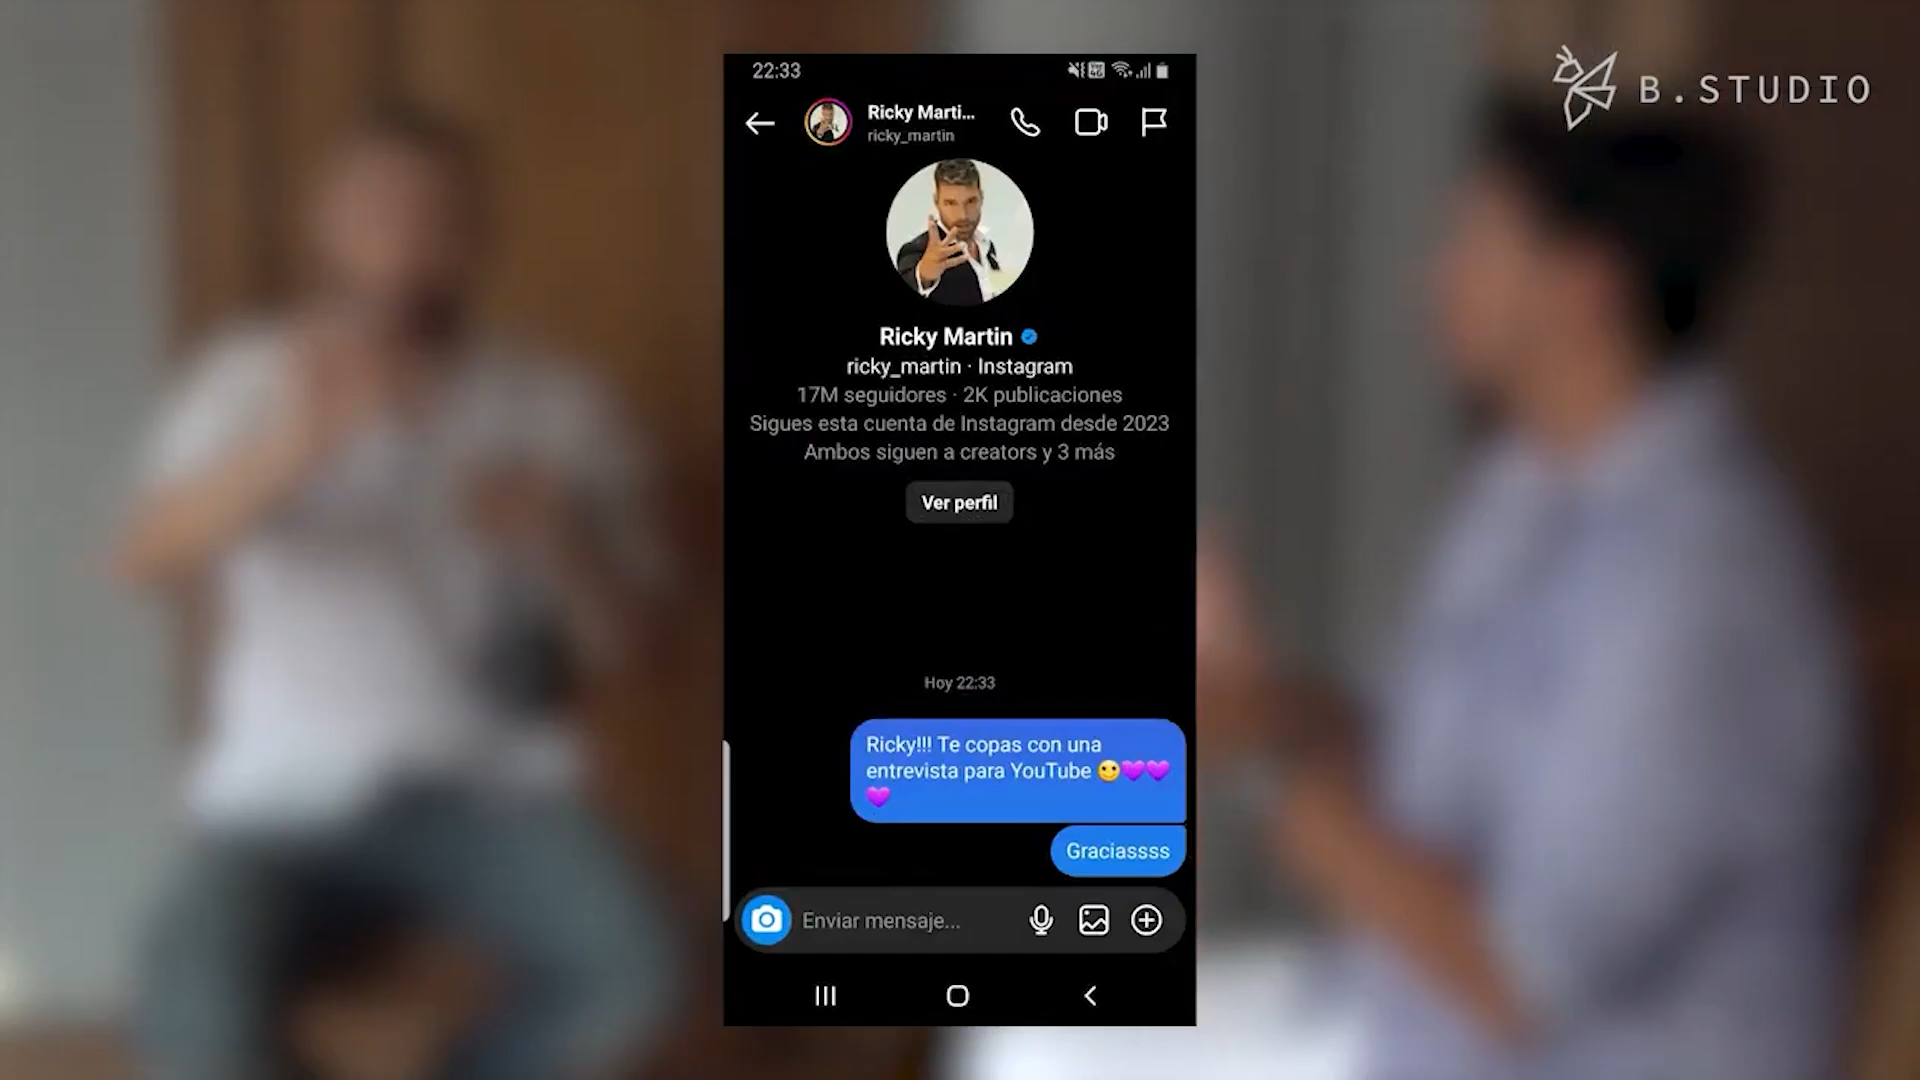 B.STUDIO
22:33
Ricky Marti...
ricky_martin
Ricky Martin
ricky_martin · Instagram
17M seguidores · 2K publicaciones
Sigues esta cuenta de Instagram desde 2023
Ambos siguen a creators y 3 más
Ver perfil
Hoy 22:33
Ricky!!! Te copas con una
entrevista para YouTube 🙂💜💜
💜
Graciassss
Enviar mensaje...